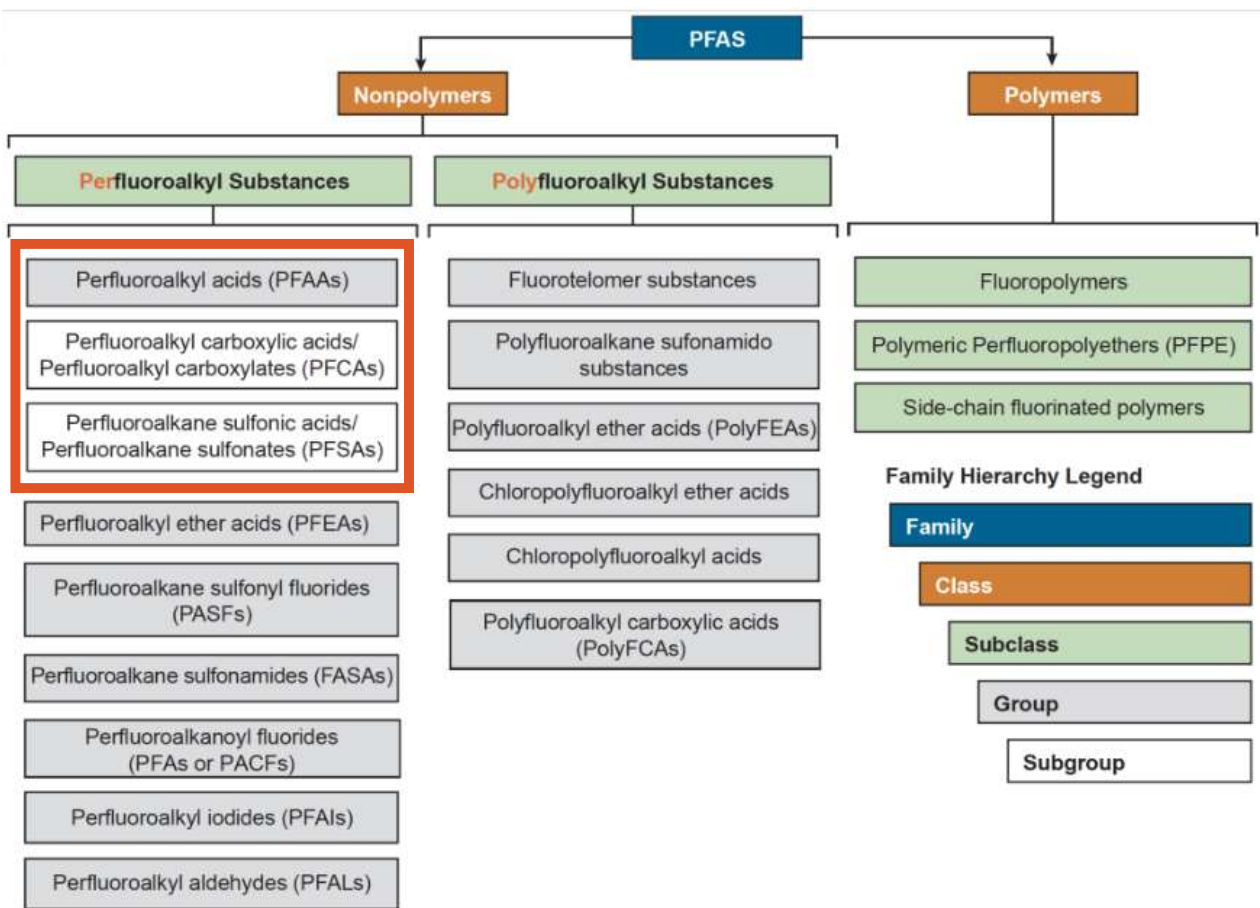 PFAS
Nonpolymers
Polymers
Perfluoroalkyl Substances
Polyfluoroalkyl Substances
Perfluoroalkyl acids (PFAAs)
Perfluoroalkyl carboxylic acids/
Perfluoroalkyl carboxylates (PFCAs)
Perfluoroalkane sulfonic acids/
Perfluoroalkane sulfonates (PFSAs)
Perfluoroalkyl ether acids (PFEAs)
Perfluoroalkane sulfonyl fluorides
(PASFs)
Perfluoroalkane sulfonamides (FASAs)
Perfluoroalkanoyl fluorides
(PFAs or PACFs)
Perfluoroalkyl iodides (PFAIs)
Perfluoroalkyl aldehydes (PFALs)
Fluorotelomer substances
Polyfluoroalkane sufonamido
substances
Polyfluoroalkyl ether acids (PolyFEAs)
Chloropolyfluoroalkyl ether acids
Chloropolyfluoroalkyl acids
Polyfluoroalkyl carboxylic acids
(PolyFCAs)
Fluoropolymers
Polymeric Perfluoropolyethers (PFPE)
Side-chain fluorinated polymers
Family Hierarchy Legend
Family
Class
Subclass
Group
Subgroup